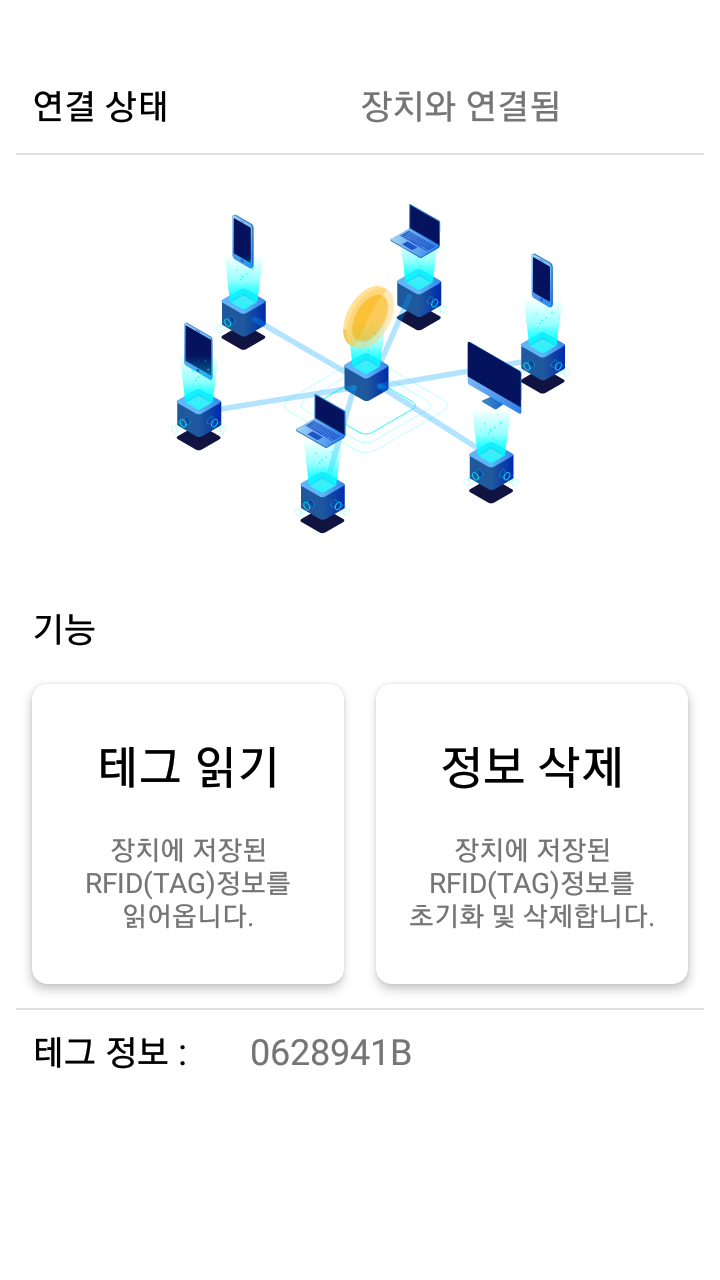 연결 상태 장치와 연결됨
기능
테그 읽기
장치에 저장된
RFID(TAG)정보를
읽어옵니다.
정보 삭제
장치에 저장된
RFID(TAG)정보를
초기화 및 삭제합니다.
테그 정보 : 0628941B